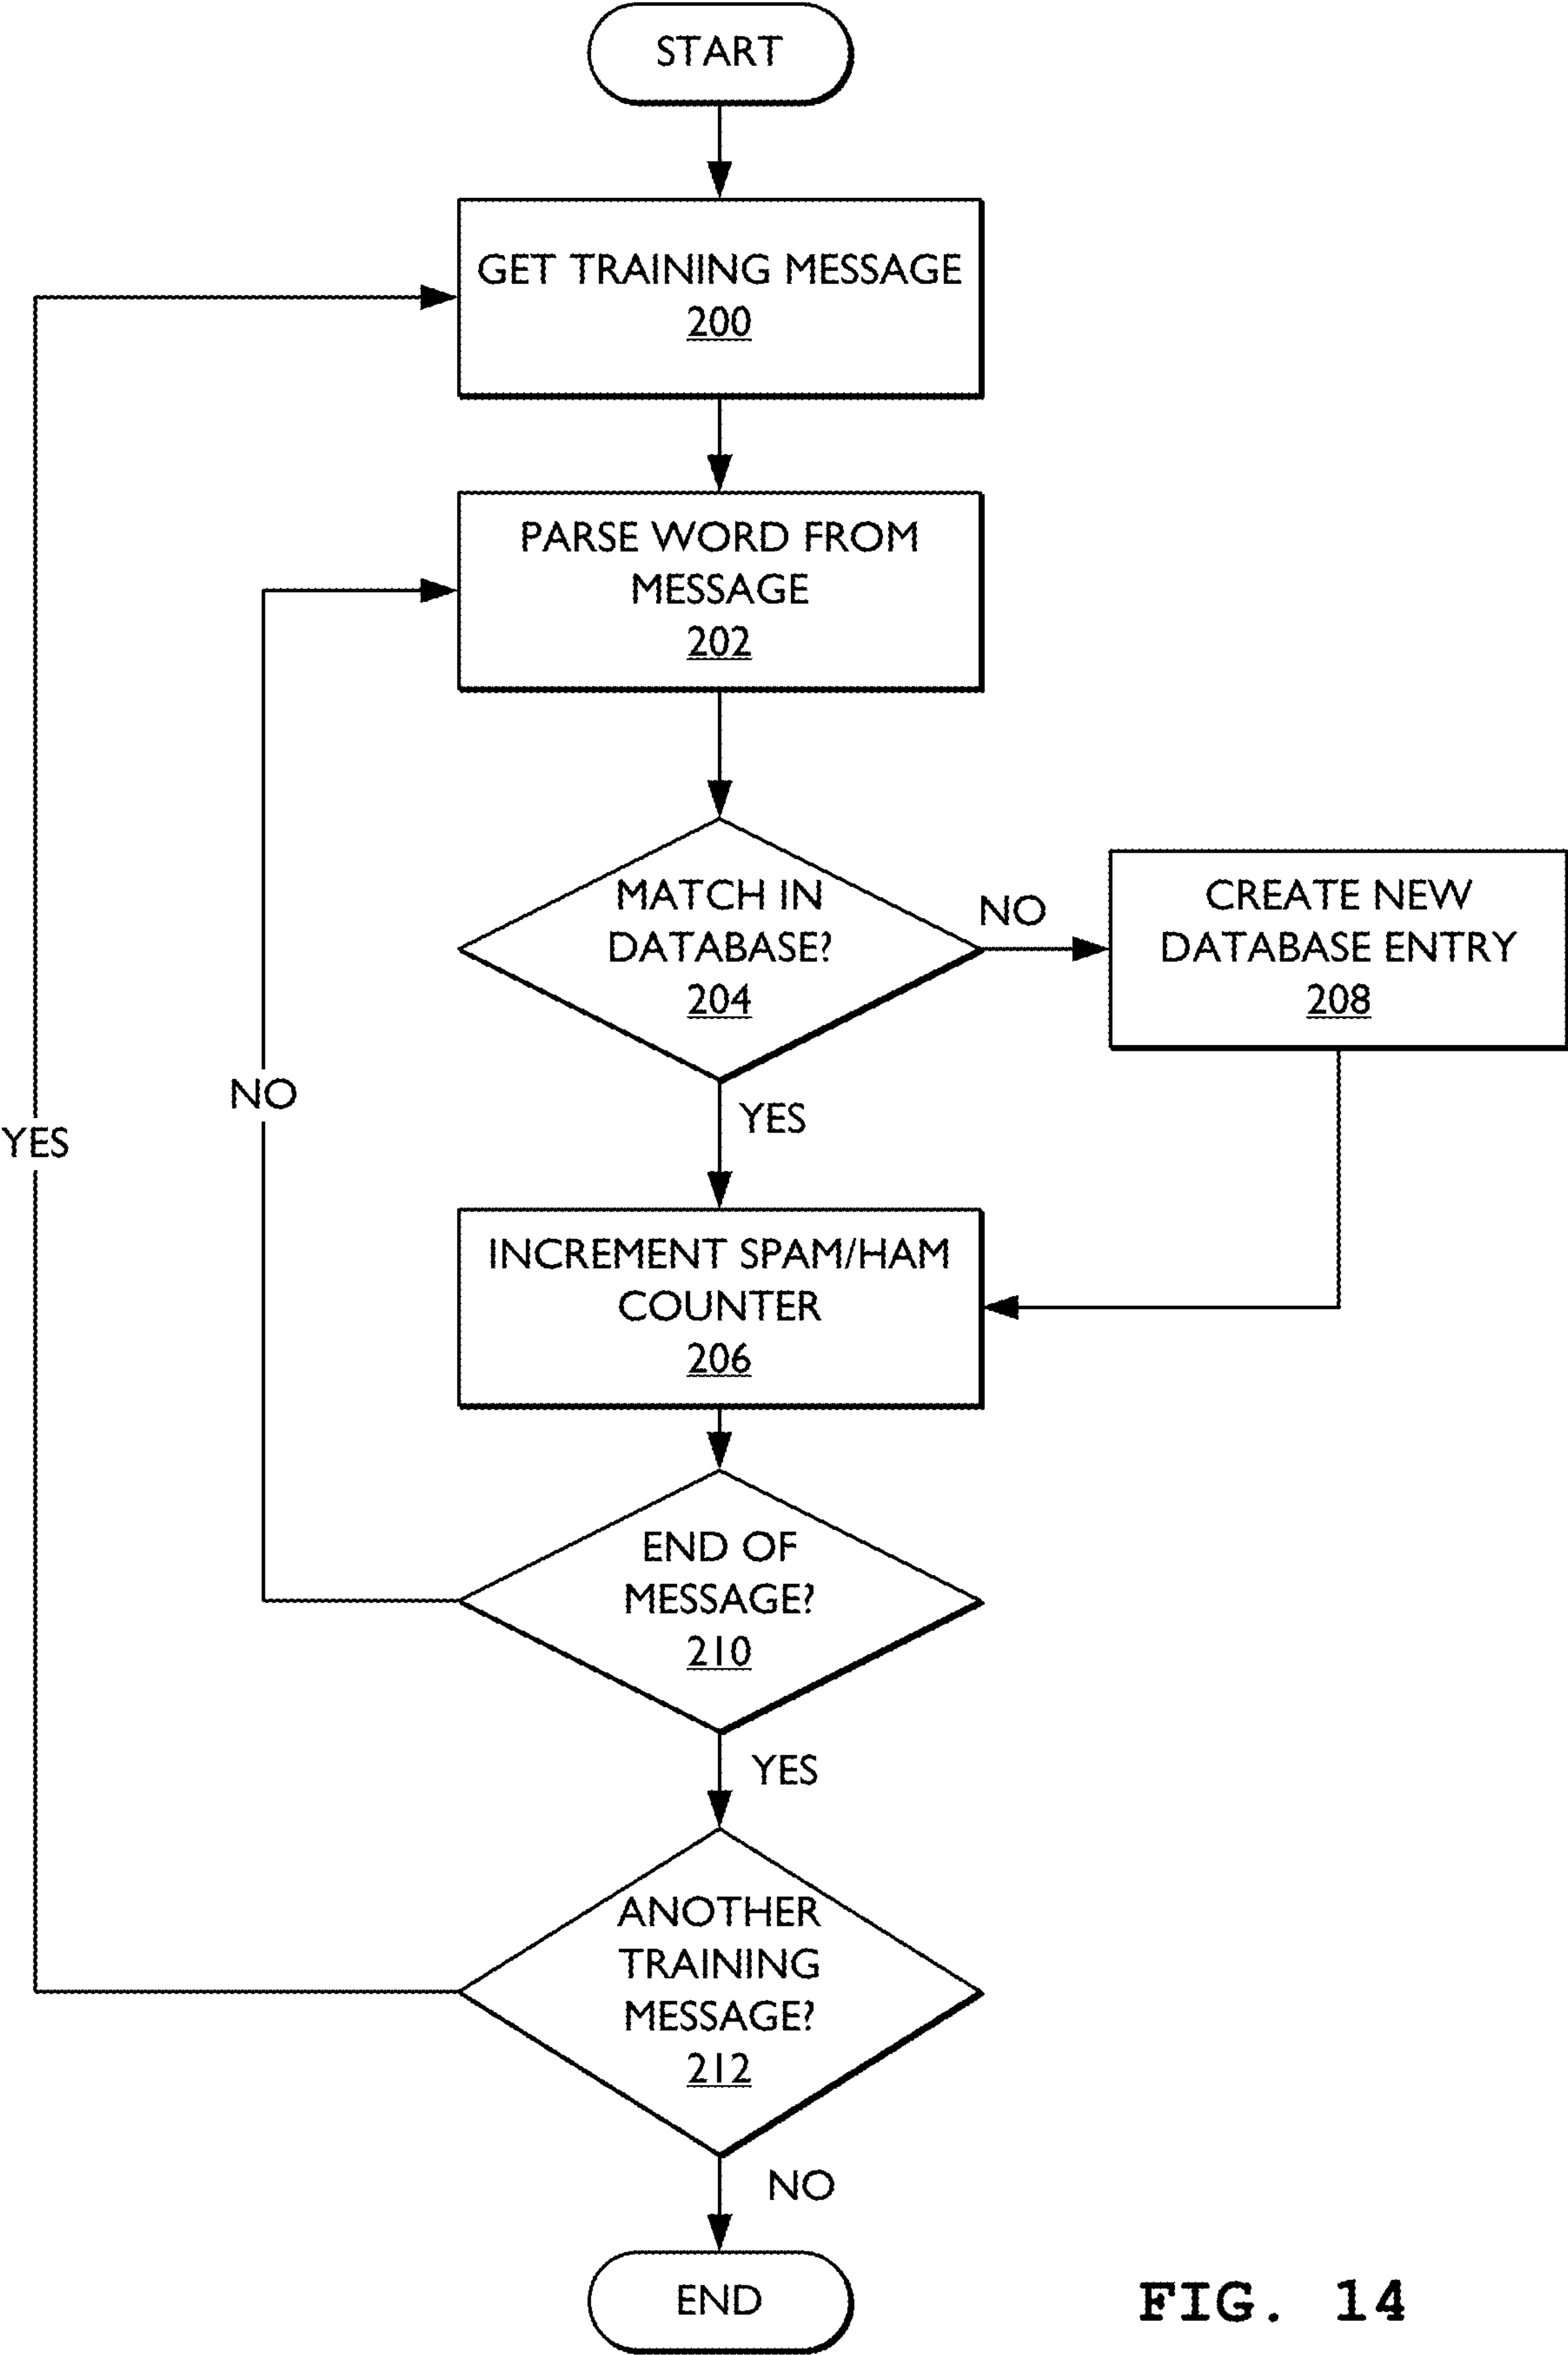 START
GET TRAINING MESSAGE
200
PARSE WORD FROM
MESSAGE
202
MATCH IN
DATABASE?
204
NO
CREATE NEW
DATABASE ENTRY
208
NO
YES
YES
INCREMENT SPAM/HAM
COUNTER
206
END OF
MESSAGE?
210
YES
ANOTHER
TRAINING
MESSAGE?
212
NO
END
FIG. 14